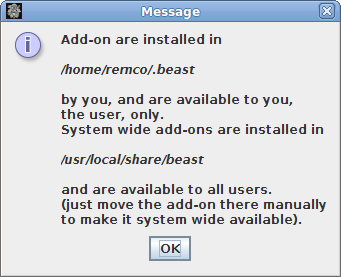 Message
Add-on are installed in
/home/remco/.beast
by you, and are available to you,
the user, only.
System wide add-ons are installed in
/usr/local/share/beast
and are available to all users.
(just move the add-on there manually
to make it system wide available).
OK